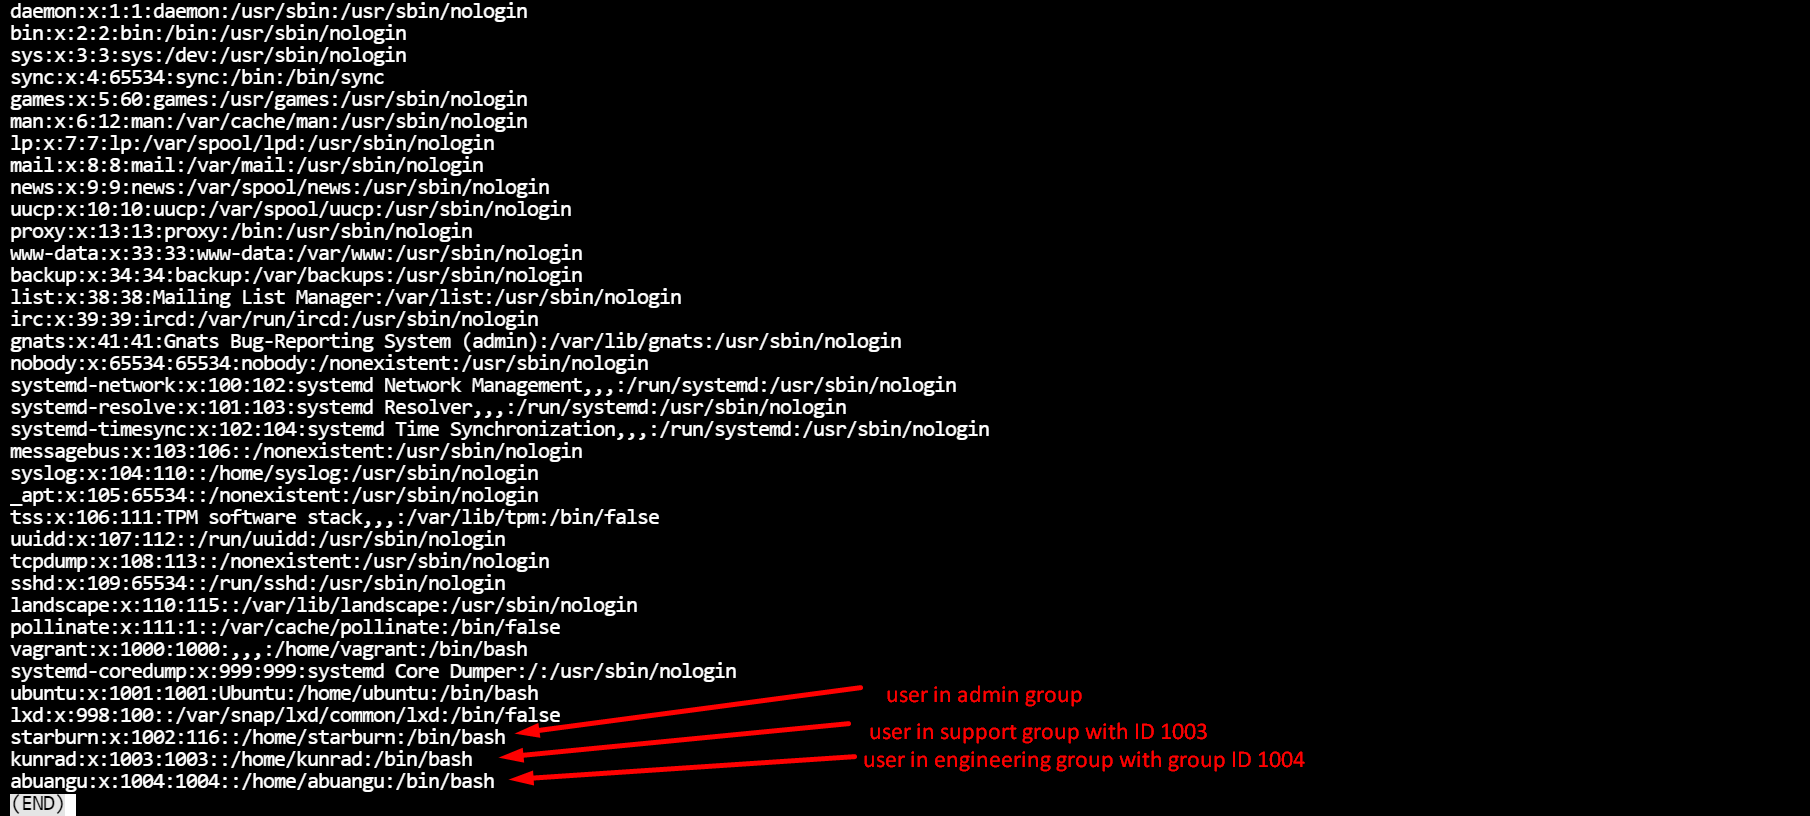 daemon:x:1:1:daemon:/usr/sbin:/usr/sbin/nologin
bin:x:2:2:bin:/bin:/usr/sbin/nologin
sys:x:3:3:sys:/dev:/usr/sbin/nologin
sync:x:4:65534:sync:/bin:/bin/sync
games:x:5:60:games:/usr/games:/usr/sbin/nologin
man:x:6:12:man:/var/cache/man:/usr/sbin/nologin
lp:x:7:7:lp:/var/spool/lpd:/usr/sbin/nologin
mail:x:8:8:mail:/var/mail:/usr/sbin/nologin
news:x:9:9:news:/var/spool/news:/usr/sbin/nologin
uucp:x:10:10:uucp:/var/spool/uucp:/usr/sbin/nologin
proxy:x:13:13:proxy:/bin:/usr/sbin/nologin
www-data:x:33:33:www-data:/var/www:/usr/sbin/nologin
backup:x:34:34:backup:/var/backups:/usr/sbin/nologin
list:x:38:38:Mailing List Manager:/var/list:/usr/sbin/nologin
irc:x:39:39:ircd:/var/run/ircd:/usr/sbin/nologin
gnats:x:41:41:Gnats Bug-Reporting System (admin):/var/lib/gnats:/usr/sbin/nologin
nobody:x:65534:65534:nobody:/nonexistent:/usr/sbin/nologin
systemd-network:x:100:102:systemd Network Management,,,:/run/systemd:/usr/sbin/nologin
systemd-resolve:x:101:103:systemd Resolver,,,:/run/systemd:/usr/sbin/nologin
systemd-timesync:x:102:104:systemd Time Synchronization,,,:/run/systemd:/usr/sbin/nologin
messagebus:x:103:106::/nonexistent:/usr/sbin/nologin
syslog:x:104:110::/home/syslog:/usr/sbin/nologin
_apt:x:105:65534::/nonexistent:/usr/sbin/nologin
tss:x:106:111:TPM software stack,,,:/var/lib/tpm:/bin/false
uuidd:x:107:112::/run/uuidd:/usr/sbin/nologin
tcpdump:x:108:113::/nonexistent:/usr/sbin/nologin
sshd:x:109:65534::/run/sshd:/usr/sbin/nologin
landscape:x:110:115::/var/lib/landscape:/usr/sbin/nologin
pollinate:x:111:1::/var/cache/pollinate:/bin/false
vagrant:x:1000:1000:,,,:/home/vagrant:/bin/bash
systemd-coredump:x:999:999:systemd Core Dumper:/:/usr/sbin/nologin
ubuntu:x:1001:1001:Ubuntu:/home/ubuntu:/bin/bash
user in admin group
lxd:x:998:100::/var/snap/lxd/common/lxd:/bin/false
starburn:x:1002:116::/home/starburn:/bin/bash
user in support group with ID 1003
kunrad:x:1003:1003::/home/kunrad:/bin/bash
user in engineering group with group ID 1004
abuangu:x:1004:1004::/home/abuangu:/bin/bash
(END)